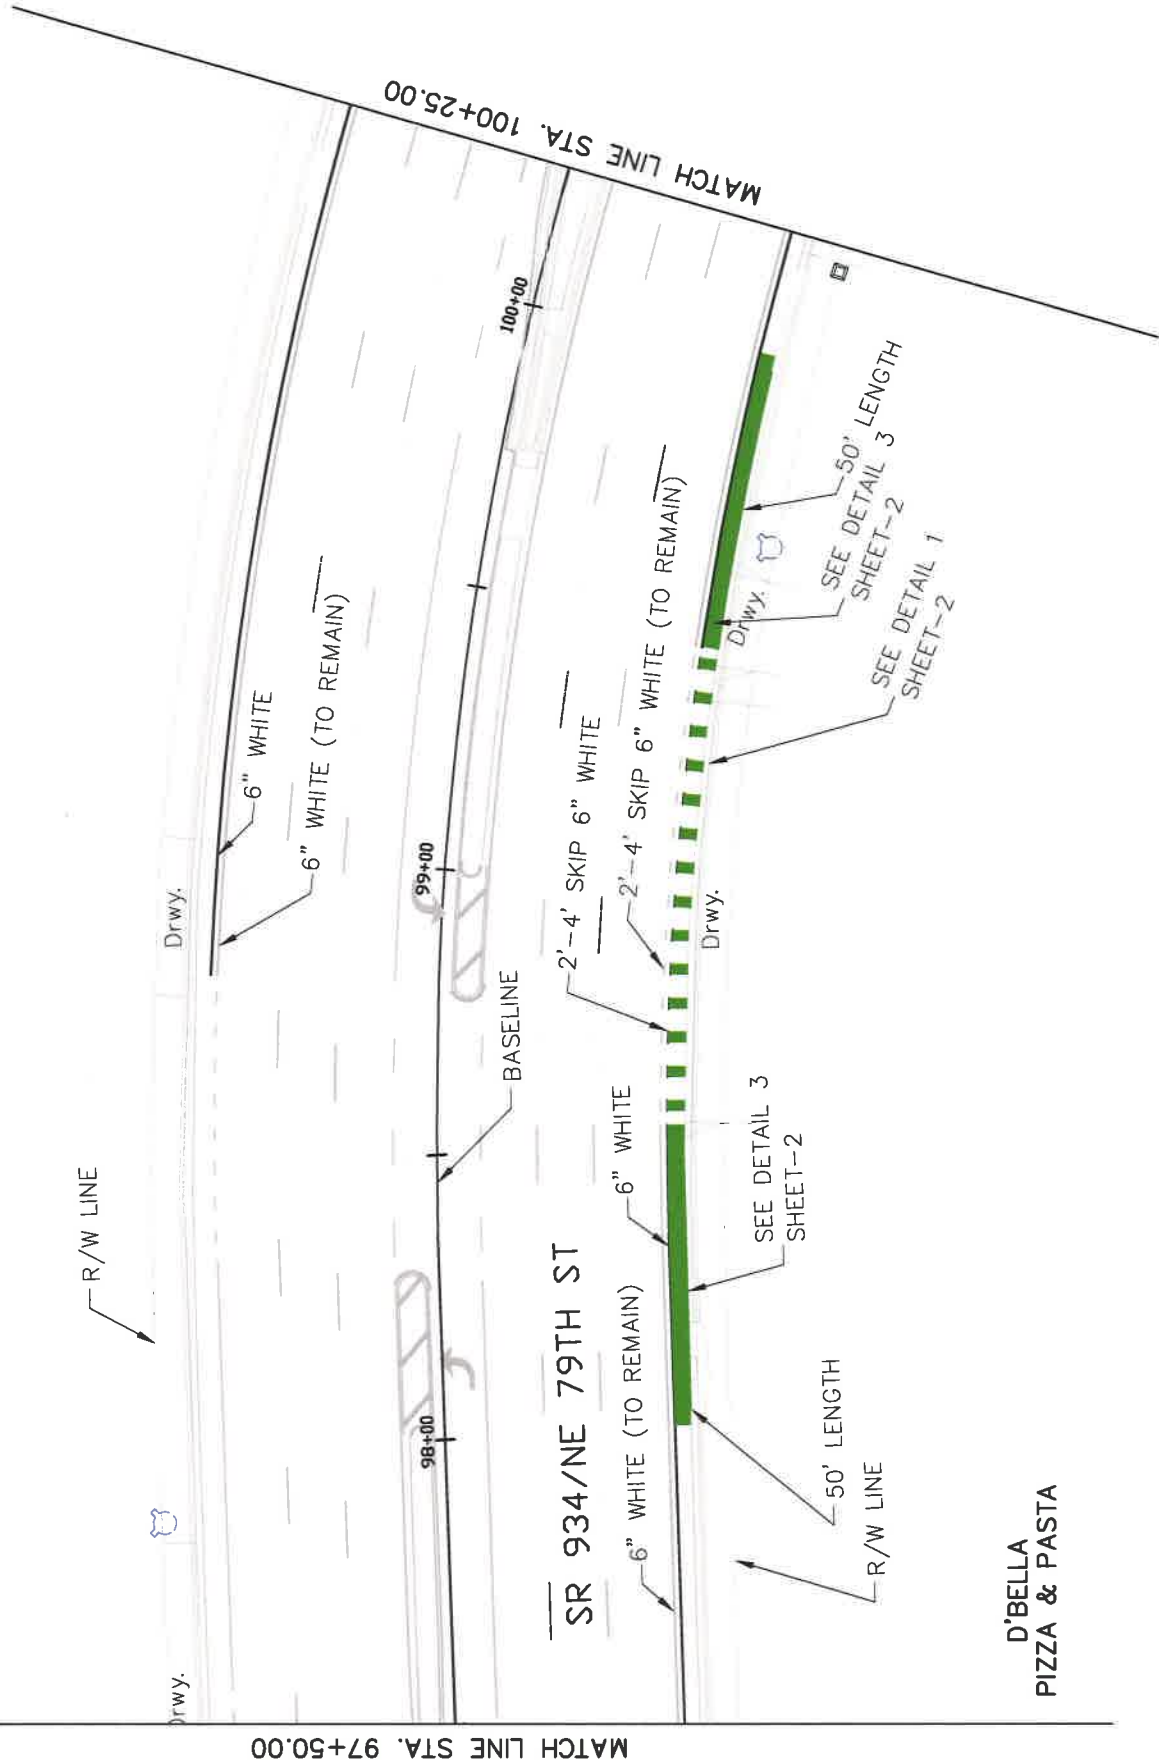 MATCH LINE STA. 100+25.00
R/W LINE
Drwy.
6" WHITE
6" WHITE (TO REMAIN)
100+00
99+00
98+00
BASELINE
2'-4' SKIP 6" WHITE
2'-4' SKIP 6" WHITE (TO REMAIN)
Drwy.
50' LENGTH
SEE DETAIL 3
SHEET-2
SEE DETAIL 1
SHEET-2
Drwy.
6" WHITE
SEE DETAIL 3
SHEET-2
SR 934/NE 79TH ST
6" WHITE (TO REMAIN)
50' LENGTH
R/W LINE
Drwy.
D'BELLA
PIZZA & PASTA
MATCH LINE STA. 97+50.00